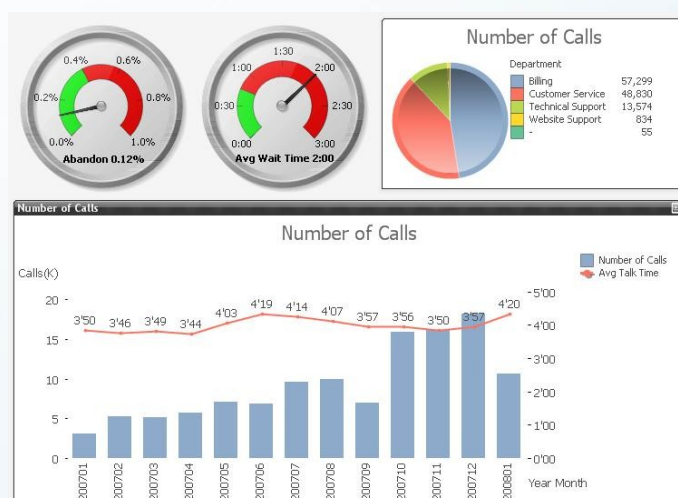 0.4%
0.6%
0.2%
0.8%
0.0%
1.0%
Abandon 0.12%
1:30
1:00
2:00
0:30
2:30
0:00
3:00
Avg Wait Time 2:00
Number of Calls
Department
Billing 57,299
Customer Service 48,830
Technical Support 13,574
Website Support 834
- 55
Number of Calls
Number of Calls
Number of Calls
Avg Talk Time
Calls(K)
20
15
10
5
0
3'50 3'46 3'49 3'44 4'03 4'19 4'14 4'07 3'57 3'56 3'50 3'57 4'20
5'00
4'00
3'00
2'00
1'00
0'00
200701 200702 200703 200704 200705 200706 200707 200708 200709 200710 200711 200712 200801
Year Month